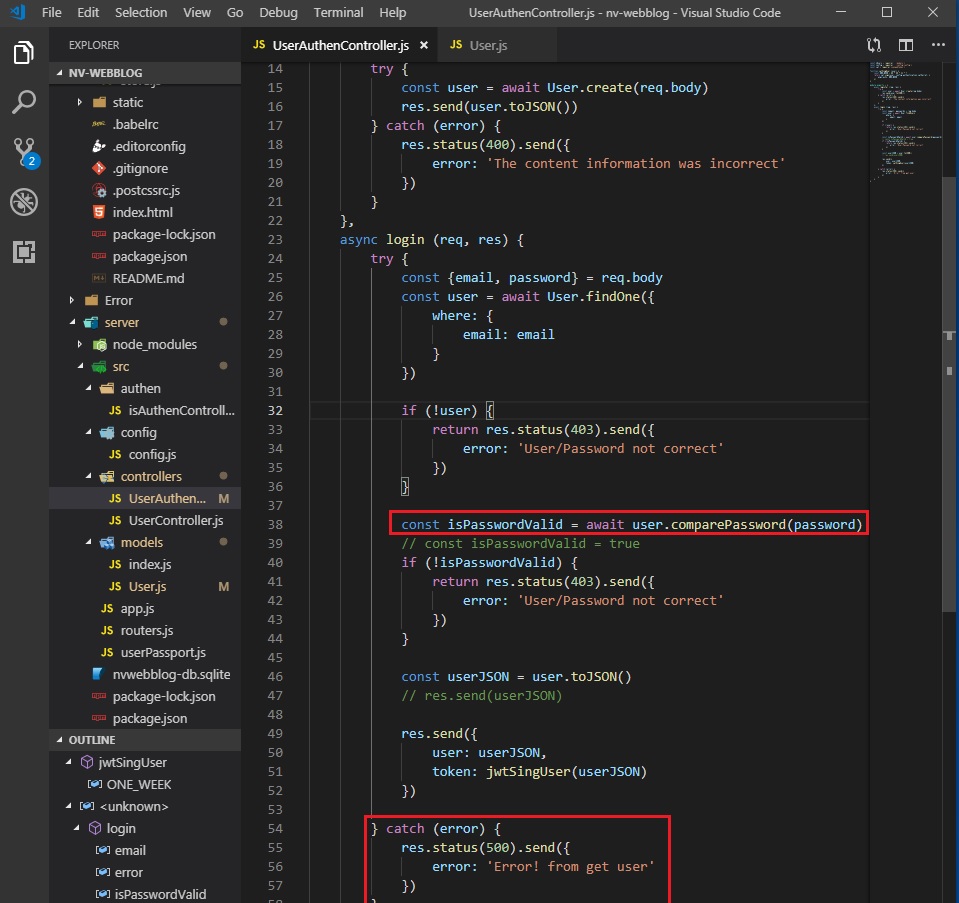 File Edit Selection View Go Debug Terminal Help UserAuthenController.js - nv-webblog - Visual Studio Code
EXPLORER
NV-WEBBLOG
static
.babelrc
.editorconfig
.gitignore
.postcssrc.js
index.html
package-lock.json
package.json
README.md
Error
server
node_modules
src
authen
JS isAuthenControll...
config
JS config.js
controllers
JS UserAuthen... M
JS UserController.js
models
JS index.js
JS User.js M
JS app.js
JS routers.js
JS userPassport.js
nvwebblog-db.sqlite
package-lock.json
package.json
OUTLINE
jwtSingUser
ONE_WEEK
<unknown>
login
email
error
isPasswordValid
2
JS UserAuthenController.js × JS User.js
14 try {
15 const user = await User.create(req.body)
16 res.send(user.toJSON())
17 } catch (error) {
18 res.status(400).send({
19 error: 'The content information was incorrect'
20 })
21 }
22 },
23 async login (req, res) {
24 try {
25 const {email, password} = req.body
26 const user = await User.findOne({
27 where: {
28 email: email
29 }
30 })
31
32 if (!user) {
33 return res.status(403).send({
34 error: 'User/Password not correct'
35 })
36 }
37
38 const isPasswordValid = await user.comparePassword(password)
39 // const isPasswordValid = true
40 if (!isPasswordValid) {
41 return res.status(403).send({
42 error: 'User/Password not correct'
43 })
44 }
45
46 const userJSON = user.toJSON()
47 // res.send(userJSON)
48
49 res.send({
50 user: userJSON,
51 token: jwtSingUser(userJSON)
52 })
53
54 } catch (error) {
55 res.status(500).send({
56 error: 'Error! from get user'
57 })